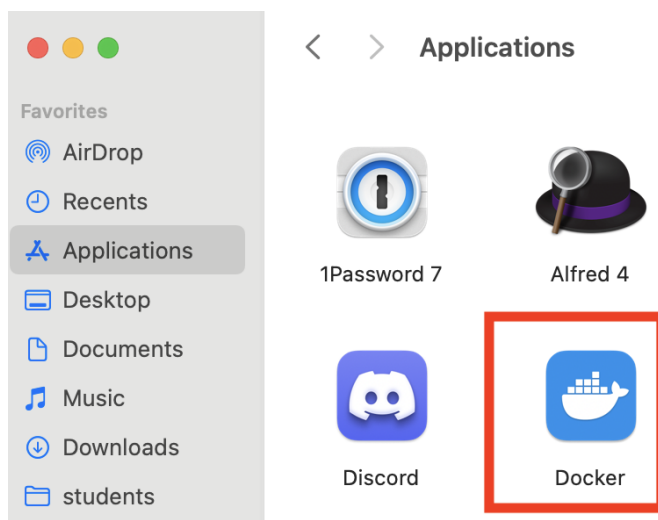 Applications
Favorites
AirDrop
Recents
Applications
Desktop
Documents
Music
Downloads
students
1Password 7
Alfred 4
Discord
Docker